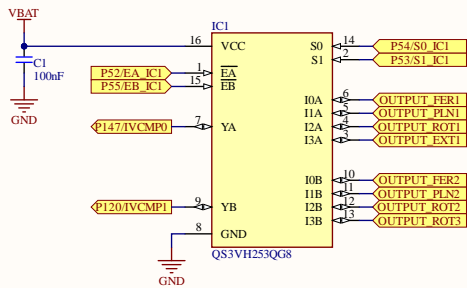 VBAT
IC1
16 VCC S0 14 P54/S0_IC1
S1 2 P53/S1_IC1
C1
100nF
P52/EA_IC1 1 EA
P55/EB_IC1 15 EB
GND
I0A 6 OUTPUT_FER1
I1A 5 OUTPUT_PLN1
P147/IVCMP0 7 YA I2A 4 OUTPUT_ROT1
I3A 3 OUTPUT_EXT1
I0B 10 OUTPUT_FER2
I1B 11 OUTPUT_PLN2
P120/IVCMP1 9 YB I2B 12 OUTPUT_ROT2
I3B 13 OUTPUT_ROT3
8 GND
QS3VH253QG8
GND